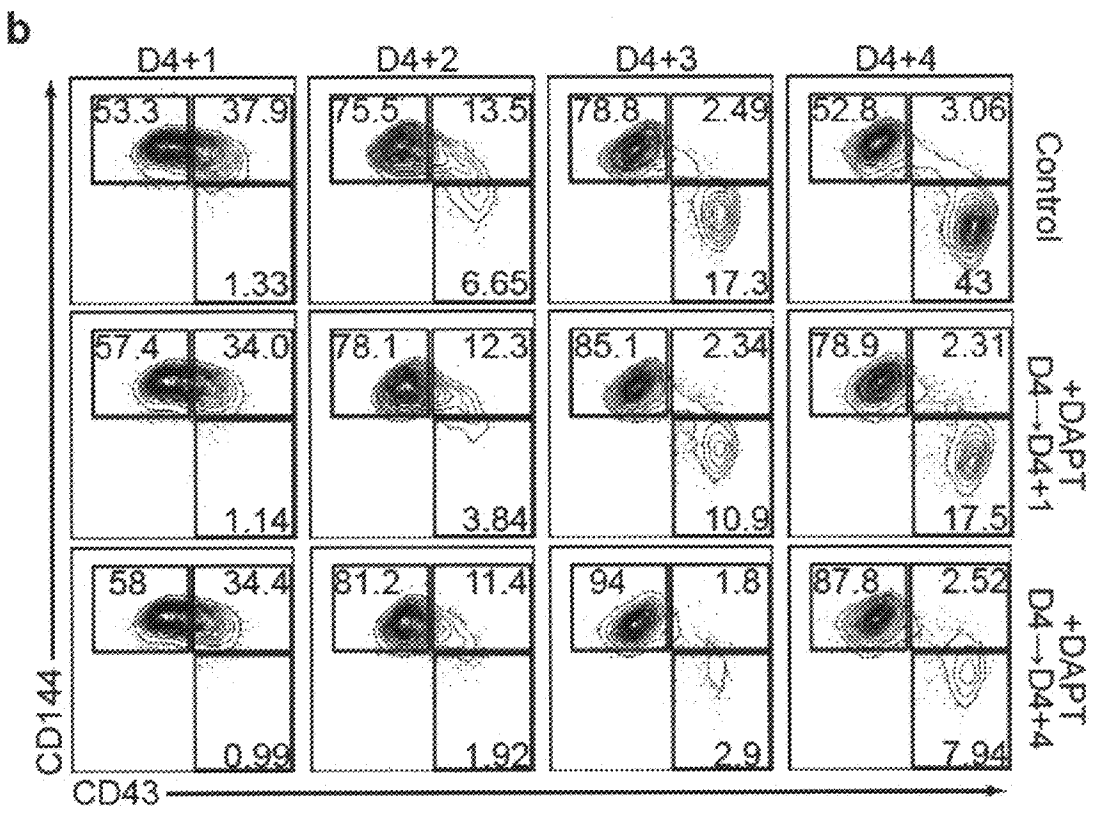 b
D4+1 D4+2 D4+3 D4+4
53.3 37.9 75.5 13.5 78.8 2.49 52.8 3.06
1.33 6.65 17.3 43
Control
57.4 34.0 78.1 12.3 85.1 2.34 78.9 2.31
1.14 3.84 10.9 17.5
+DAPT
D4→D4+1
58 34.4 81.2 11.4 94 1.8 87.8 2.52
0.99 1.92 2.9 7.94
+DAPT
D4→D4+4
CD144
CD43